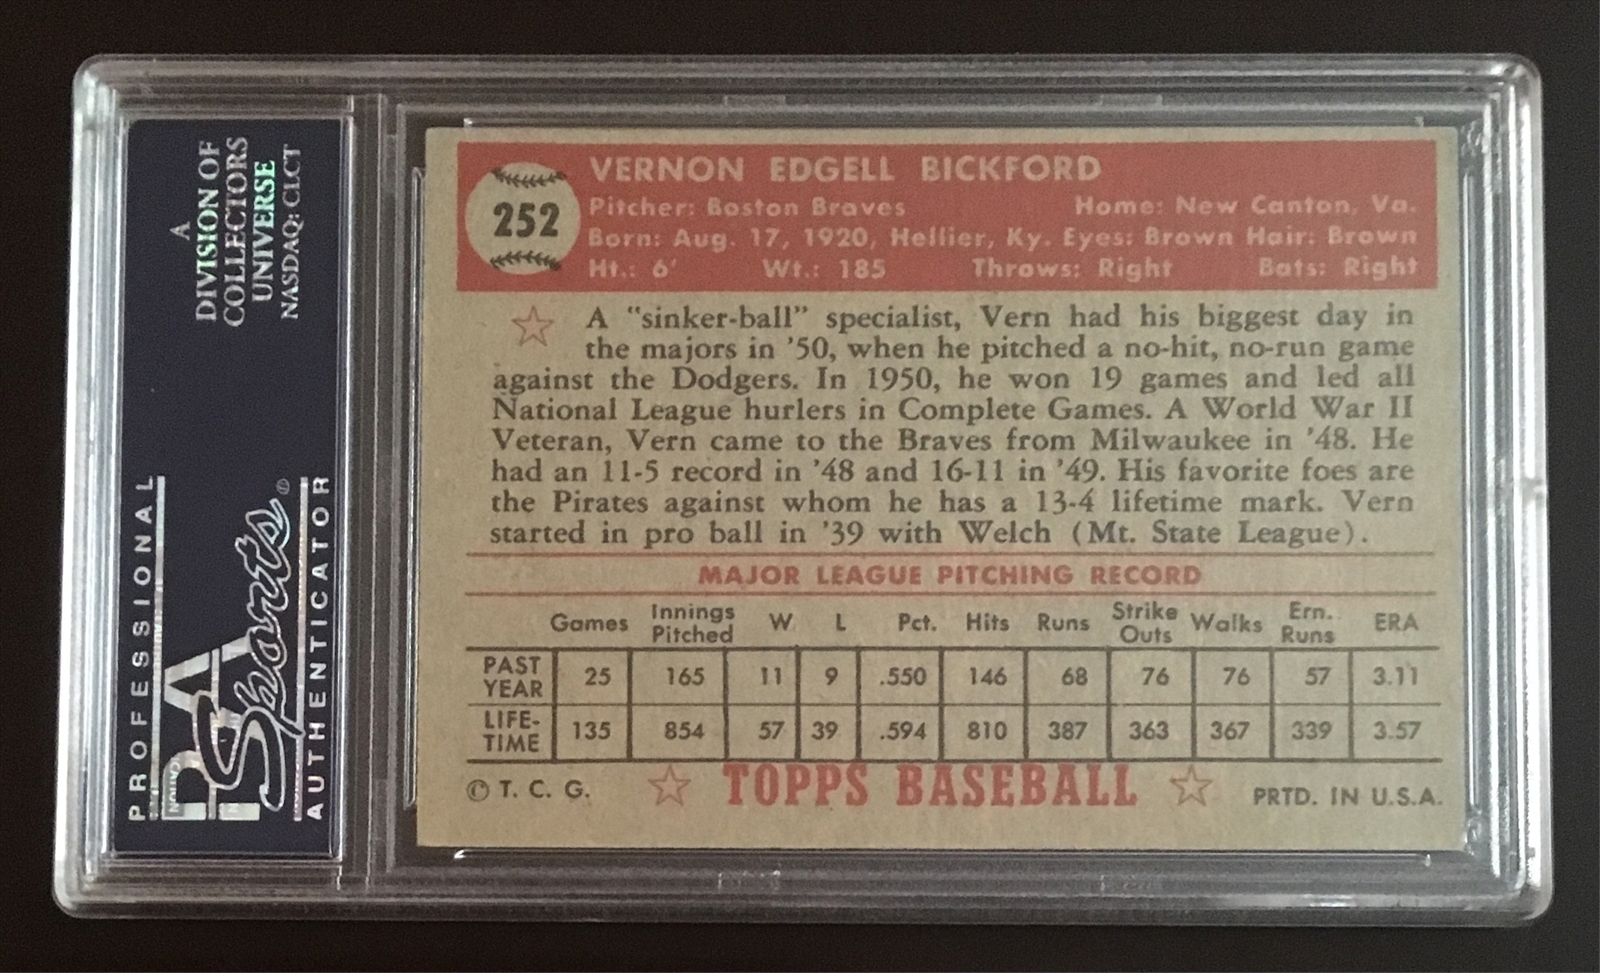 A
DIVISION OF
COLLECTORS
UNIVERSE
NASDAQ: CLCT
PROFESSIONAL
PSA
Sports®
AUTHENTICATOR
252
VERNON EDGELL BICKFORD
Pitcher: Boston Braves Home: New Canton, Va.
Born: Aug. 17, 1920, Hellier, Ky. Eyes: Brown Hair: Brown
Ht.: 6' Wt.: 185 Throws: Right Bats: Right
A "sinker-ball" specialist, Vern had his biggest day in
the majors in '50, when he pitched a no-hit, no-run game
against the Dodgers. In 1950, he won 19 games and led all
National League hurlers in Complete Games. A World War II
Veteran, Vern came to the Braves from Milwaukee in '48. He
had an 11-5 record in '48 and 16-11 in '49. His favorite foes are
the Pirates against whom he has a 13-4 lifetime mark. Vern
started in pro ball in '39 with Welch (Mt. State League).
MAJOR LEAGUE PITCHING RECORD
Games Innings Pitched W L Pct. Hits Runs Strike Outs Walks Ern. Runs ERA
PAST YEAR 25 165 11 9 .550 146 68 76 76 57 3.11
LIFE-TIME 135 854 57 39 .594 810 387 363 367 339 3.57
© T. C. G. TOPPS BASEBALL PRTD. IN U.S.A.